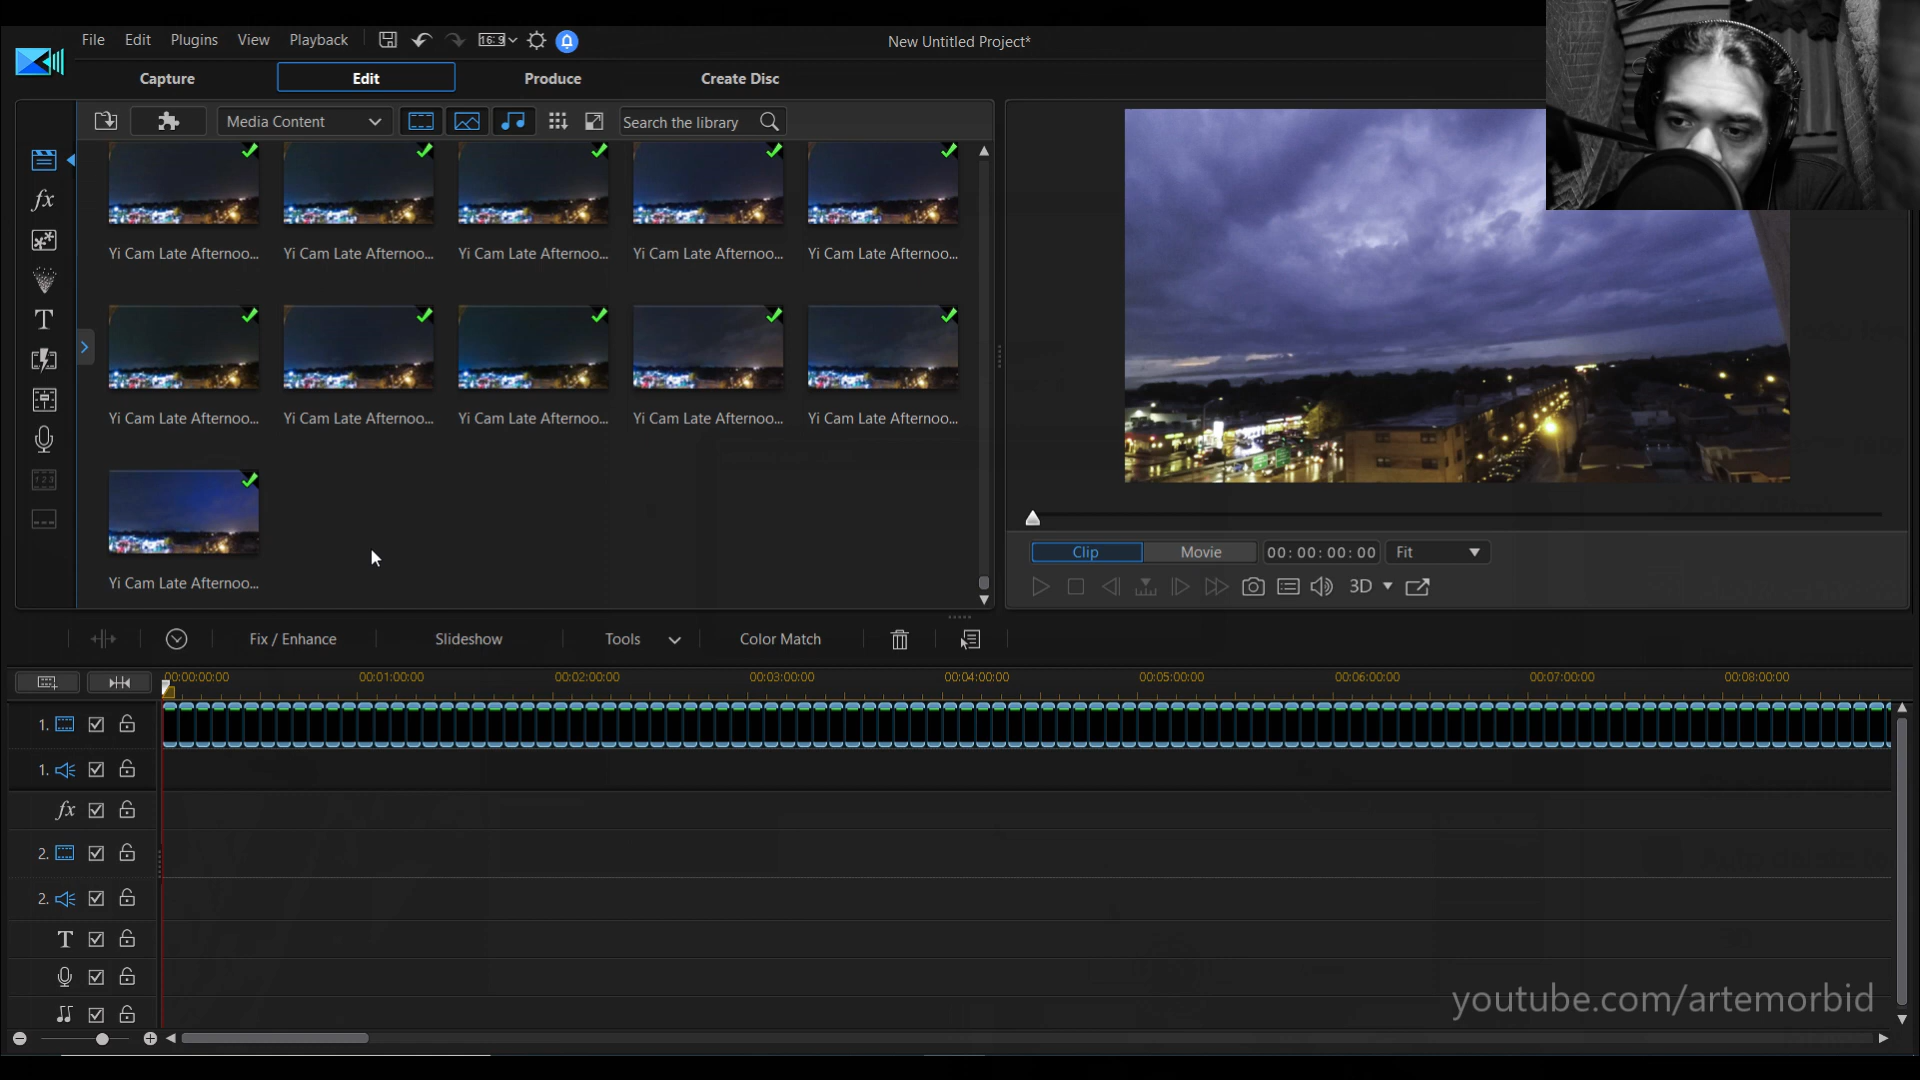 File Edit Plugins View Playback
16:9
New Untitled Project*
Capture Edit Produce Create Disc
Media Content
Search the library
Yi Cam Late Afternoo... Yi Cam Late Afternoo... Yi Cam Late Afternoo... Yi Cam Late Afternoo... Yi Cam Late Afternoo...
Yi Cam Late Afternoo... Yi Cam Late Afternoo... Yi Cam Late Afternoo... Yi Cam Late Afternoo... Yi Cam Late Afternoo...
Yi Cam Late Afternoo...
fx
T
Clip Movie 00:00:00:00 Fit
3D
Fix / Enhance Slideshow Tools Color Match
00:00:00:00 00:01:00:00 00:02:00:00 00:03:00:00 00:04:00:00 00:05:00:00 00:06:00:00 00:07:00:00 00:08:00:00
1.
1.
fx
2.
2.
T
youtube.com/artemorbid